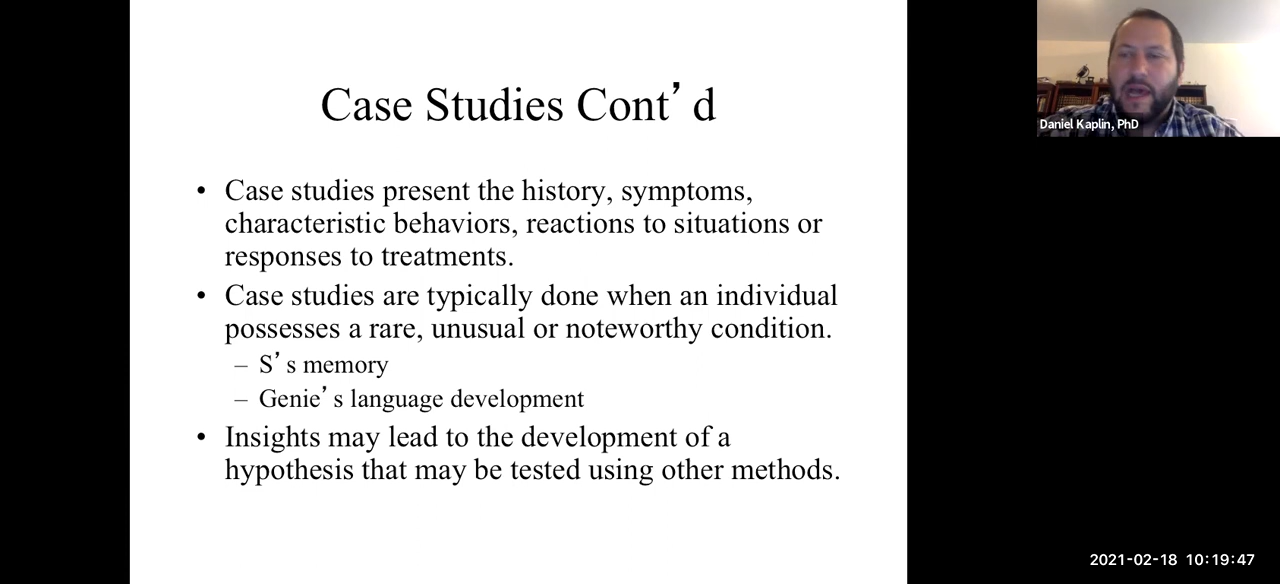 Case Studies Cont’d
• Case studies present the history, symptoms,
characteristic behaviors, reactions to situations or
responses to treatments.
• Case studies are typically done when an individual
possesses a rare, unusual or noteworthy condition.
– S’s memory
– Genie’s language development
• Insights may lead to the development of a
hypothesis that may be tested using other methods.
Daniel Kaplin, PhD
2021-02-18 10:19:47